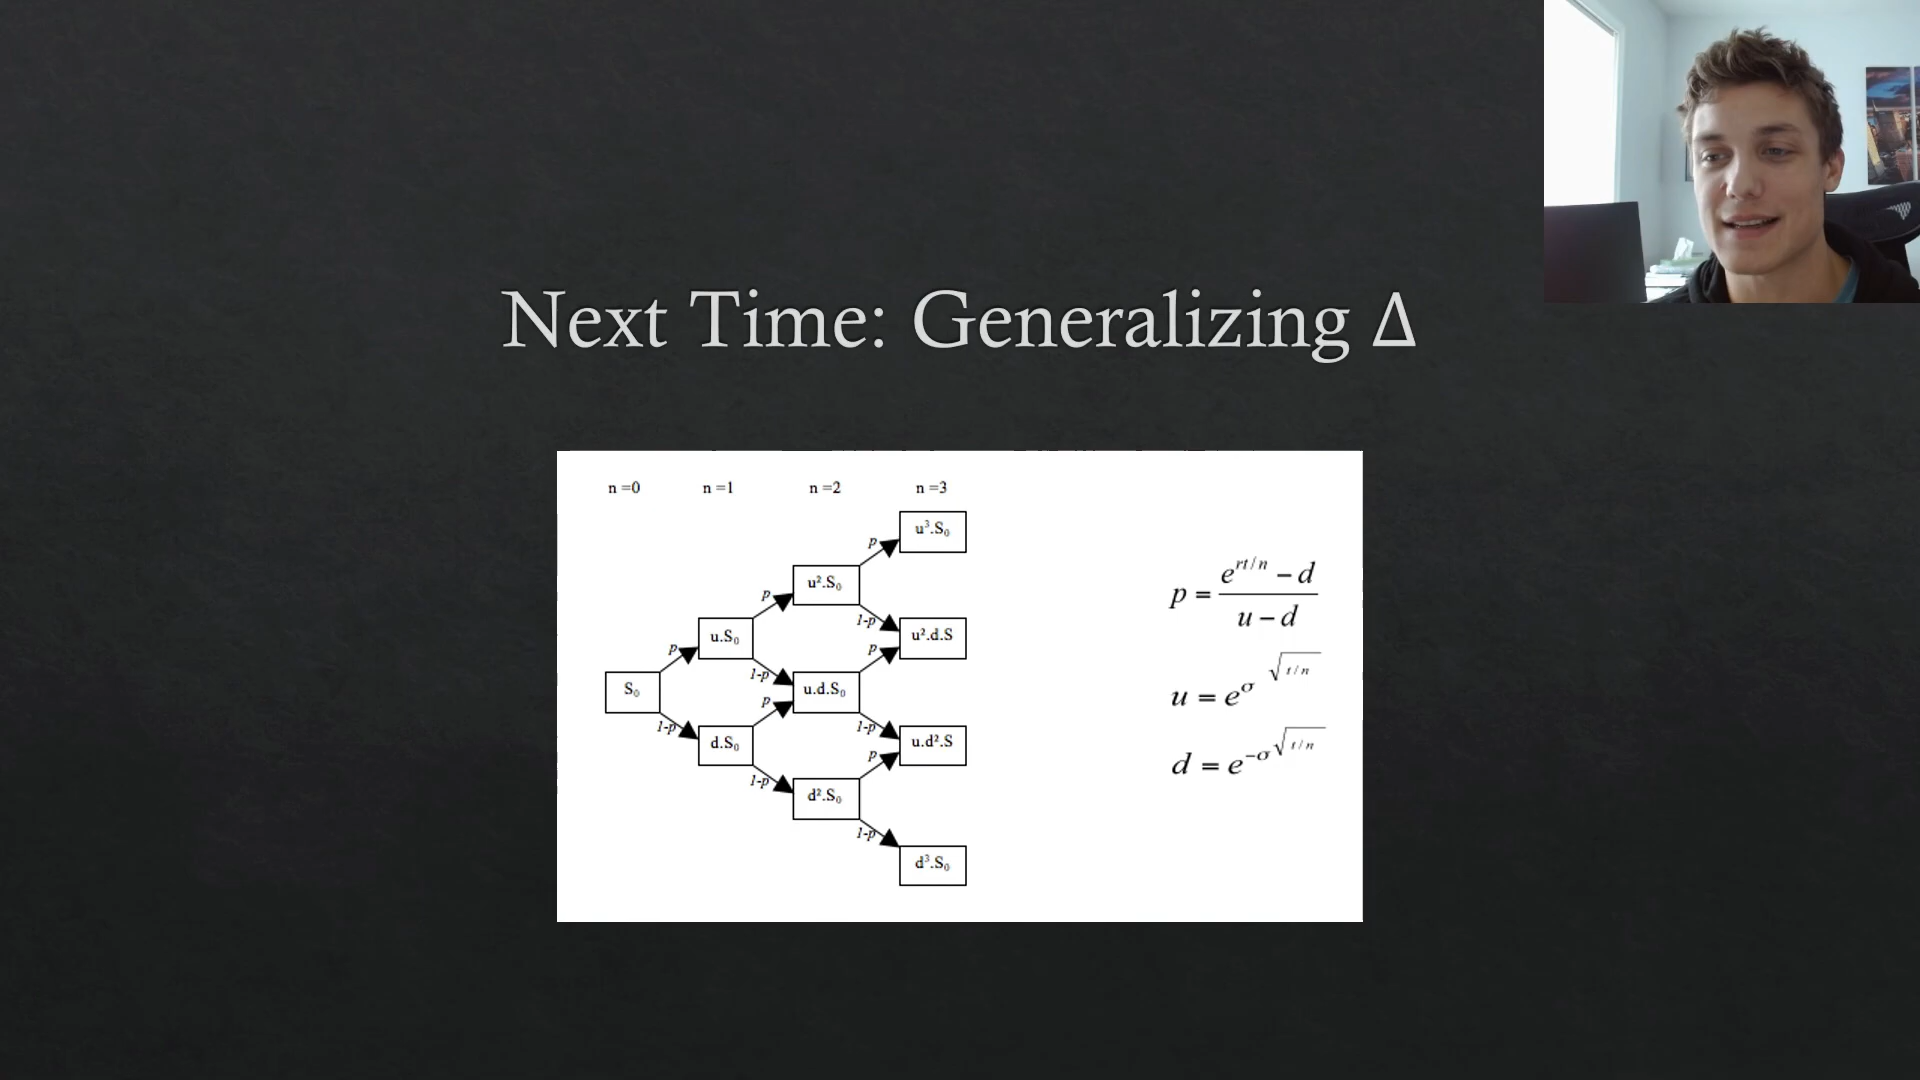 Next Time: Generalizing Δ
n =0 n =1 n =2 n =3
u³.S₀
p
u².S₀
p
1-p
u.S₀
u².d.S
p
p
1-p
S₀
u.d.S₀
p
1-p
1-p
d.S₀
u.d².S
p
1-p
d².S₀
1-p
d³.S₀
p = (e^{rt/n} − d) / (u − d)
u = e^{σ √(t/n)}
d = e^{−σ √(t/n)}